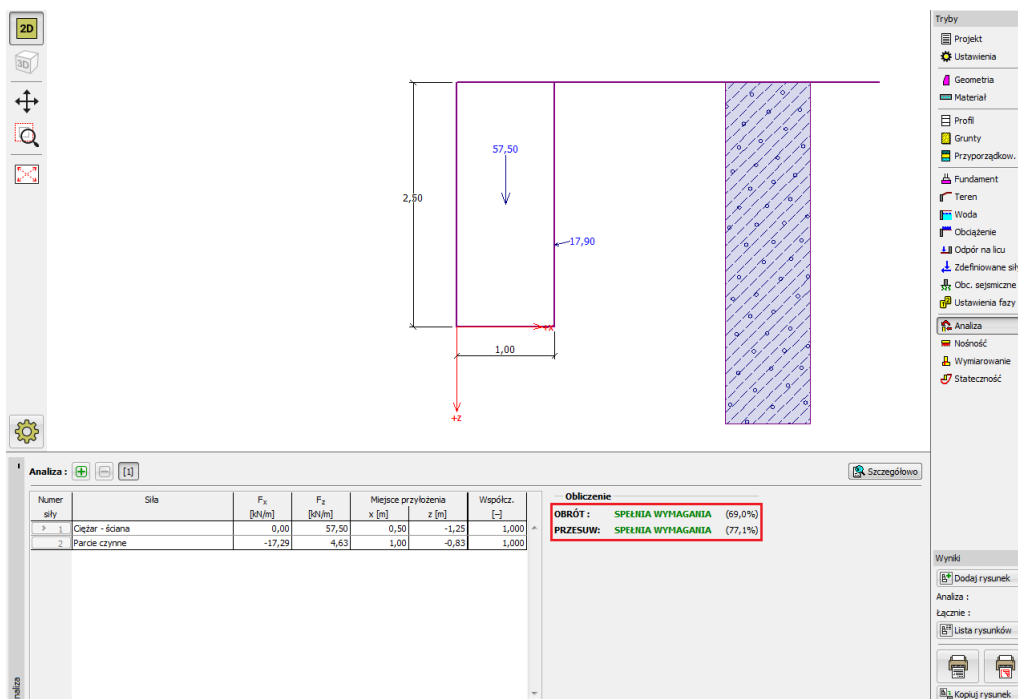 2D
3D
57,50
2,50
17,90
+x
1,00
+z
Tryby
Projekt
Ustawienia
Geometria
Materiał
Profil
Grunty
Przyporządkow.
Fundament
Teren
Woda
Obciążenie
Odpór na licu
Zdefiniowane siły
Obc. sejsmiczne
Ustawienia fazy
Analiza
Nośność
Wymiarowanie
Stateczność
Analiza : [1] Szczegółowo
Numer siły Siła Fx [kN/m] Fz [kN/m] Miejsce przyłożenia x [m] z [m] Współcz. [-]
1 Ciężar - ściana 0,00 57,50 0,50 -1,25 1,000
2 Parcie czynne -17,29 4,63 1,00 -0,83 1,000
Obliczenie
OBRÓT : SPEŁNIA WYMAGANIA (69,0%)
PRZESUW: SPEŁNIA WYMAGANIA (77,1%)
Wyniki
Dodaj rysunek
Analiza :
Łącznie :
Lista rysunków
Kopiuj rysunek